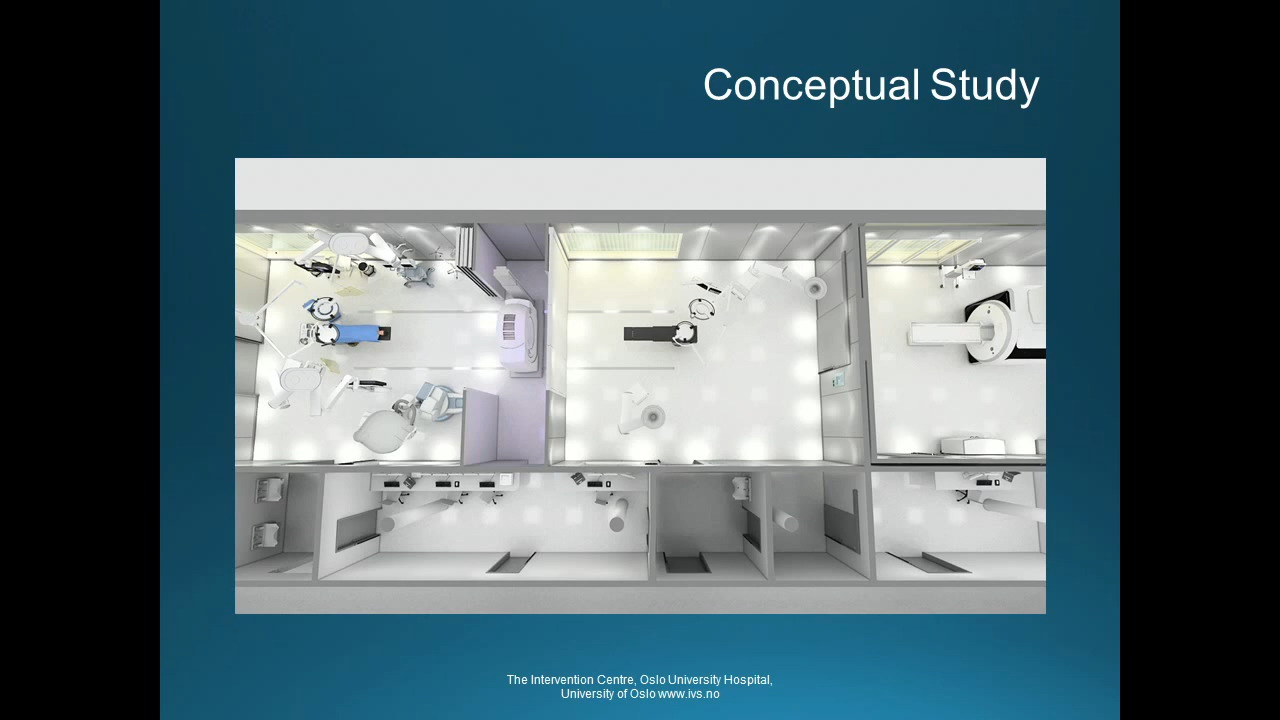 Conceptual Study
The Intervention Centre, Oslo University Hospital,
University of Oslo www.ivs.no